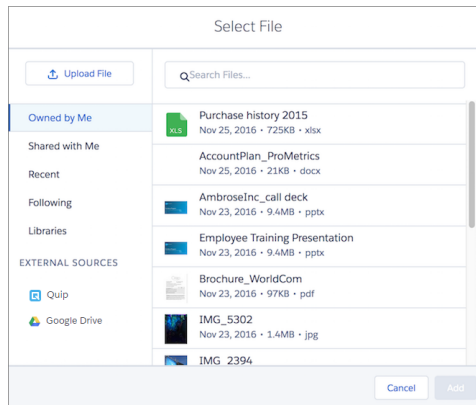 Select File
Upload File
Search Files...
Owned by Me
Shared with Me
Recent
Following
Libraries
EXTERNAL SOURCES
Quip
Google Drive
XLS
Purchase history 2015
Nov 25, 2016 • 725KB • xlsx
AccountPlan_ProMetrics
Nov 25, 2016 • 21KB • docx
AmbroseInc_call deck
Nov 23, 2016 • 9.4MB • pptx
Employee Training Presentation
Nov 23, 2016 • 9.4MB • pptx
Brochure_WorldCom
Nov 23, 2016 • 97KB • pdf
IMG_5302
Nov 23, 2016 • 1.4MB • jpg
IMG_2394
Cancel
Add